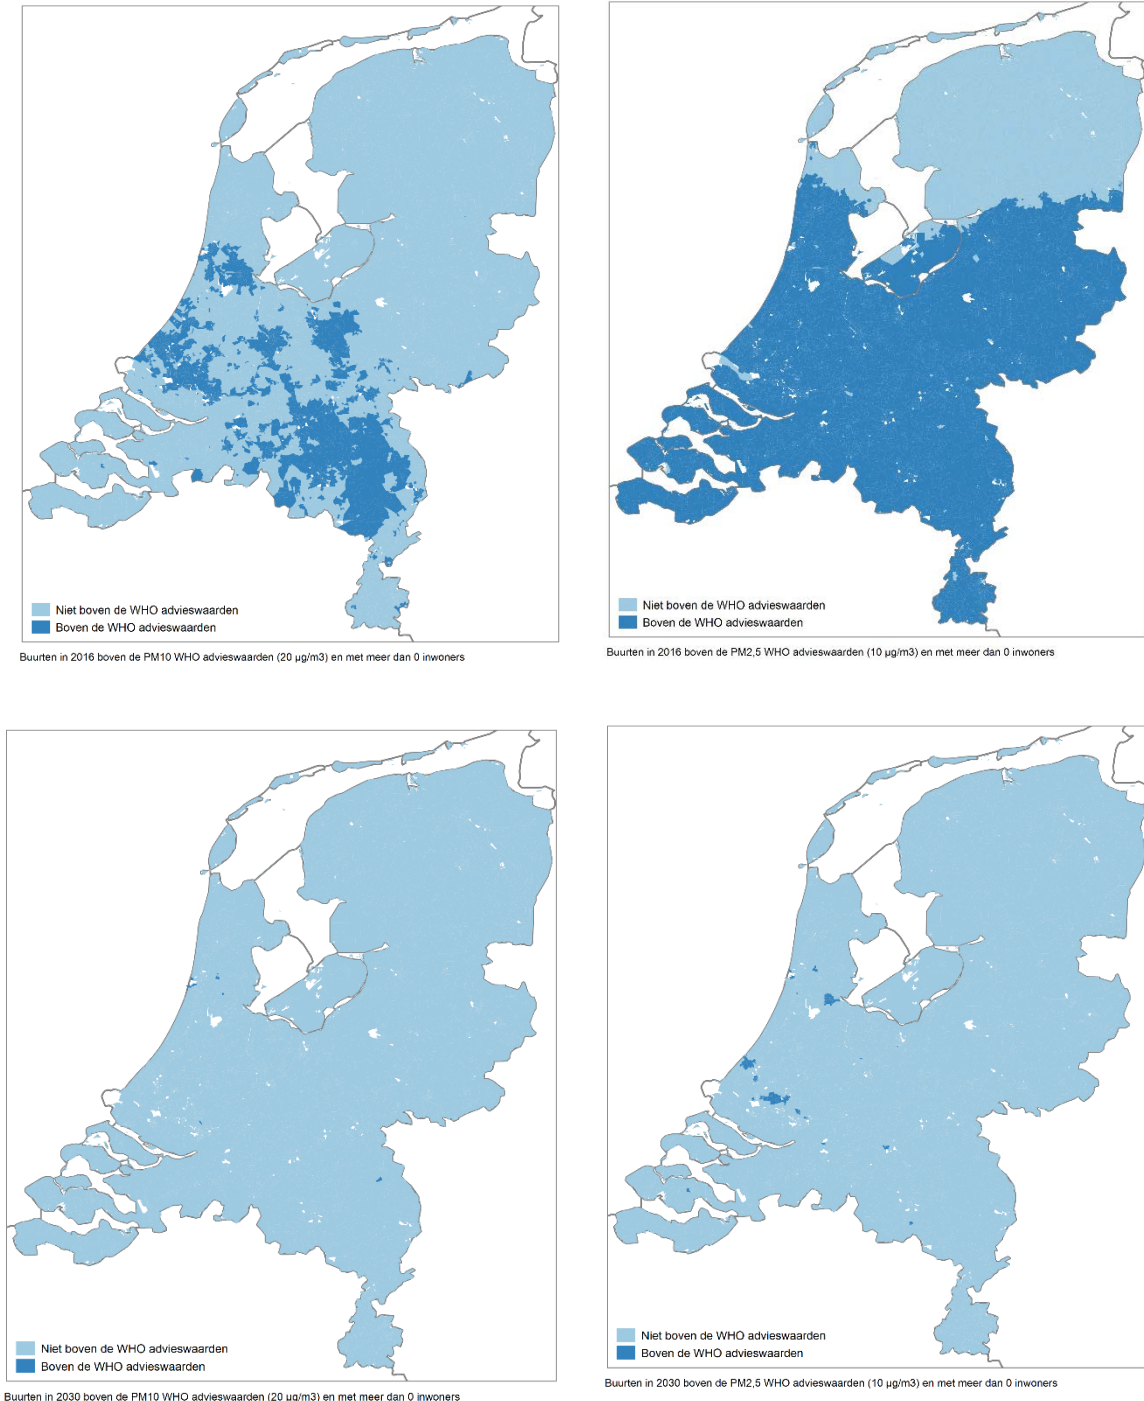 Niet boven de WHO advieswaarden
Boven de WHO advieswaarden
Buurten in 2016 boven de PM10 WHO advieswaarden (20 µg/m3) en met meer dan 0 inwoners
Niet boven de WHO advieswaarden
Boven de WHO advieswaarden
Buurten in 2016 boven de PM2,5 WHO advieswaarden (10 µg/m3) en met meer dan 0 inwoners
Niet boven de WHO advieswaarden
Boven de WHO advieswaarden
Buurten in 2030 boven de PM10 WHO advieswaarden (20 µg/m3) en met meer dan 0 inwoners
Niet boven de WHO advieswaarden
Boven de WHO advieswaarden
Buurten in 2030 boven de PM2,5 WHO advieswaarden (10 µg/m3) en met meer dan 0 inwoners